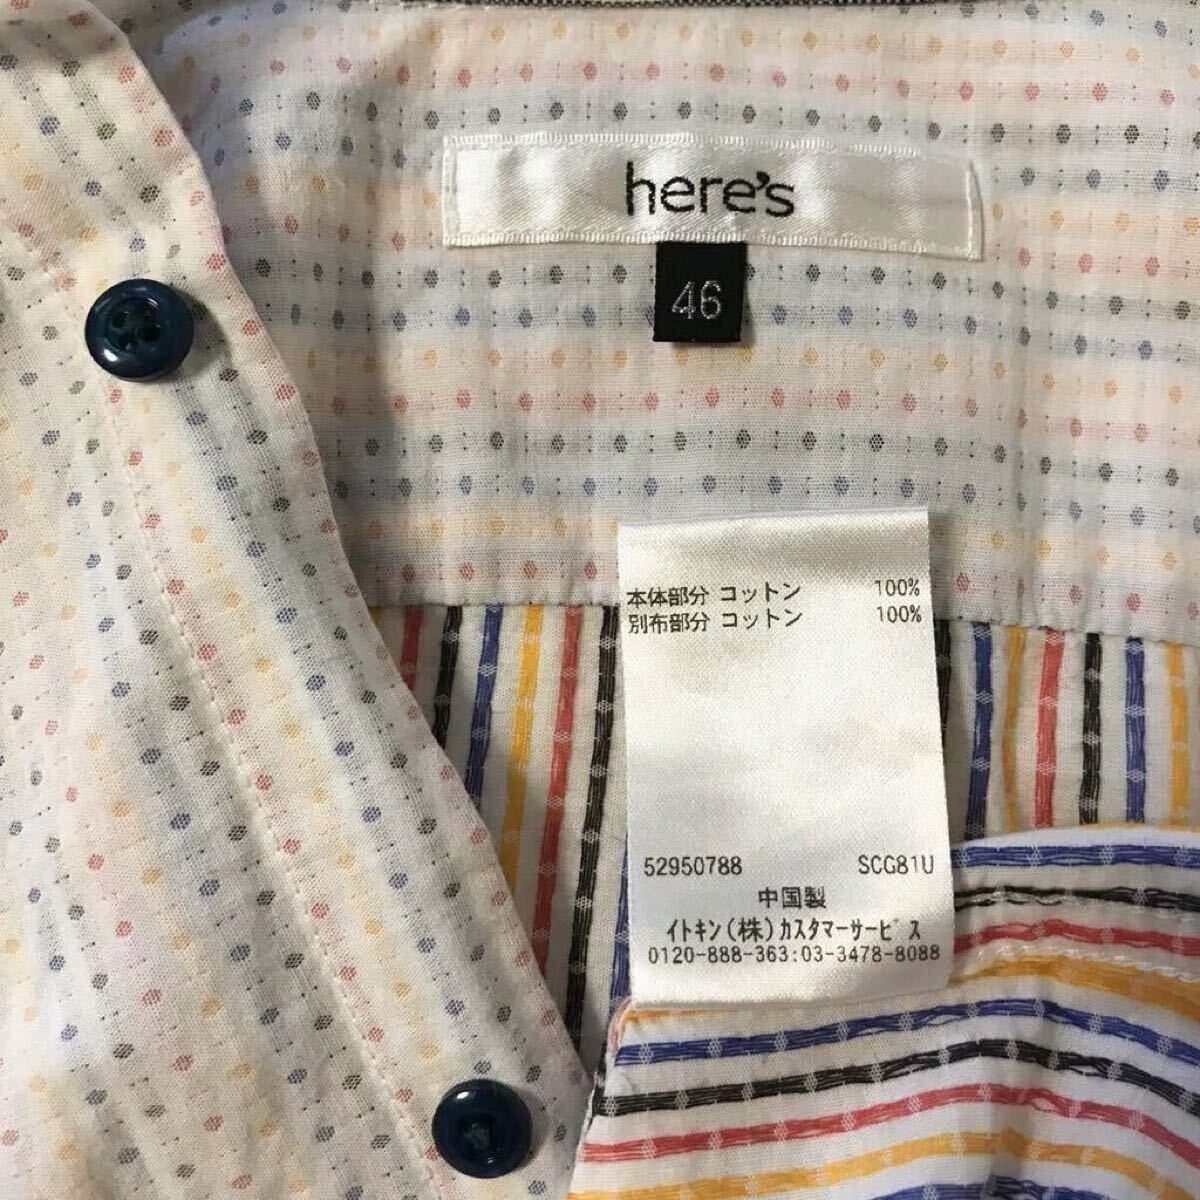 here's
46
本体部分 コットン 100%
別布部分 コットン 100%
52950788 SCG81U
中国製
イトキン(株)カスタマーサービス
0120-888-363:03-3478-8088